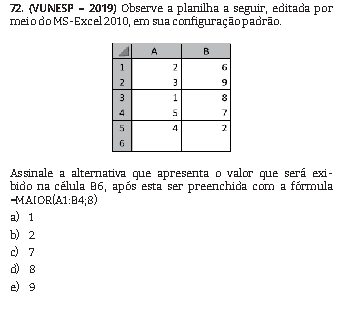 72. (VUNESP – 2019) Observe a planilha a seguir, editada por
meio do MS-Excel 2010, em sua configuração padrão.
A B
1 2 6
2 3 9
3 1 8
4 5 7
5 4 2
6
Assinale a alternativa que apresenta o valor que será exi-
bido na célula B6, após esta ser preenchida com a fórmula
=MAIOR(A1:B4;8)
a) 1
b) 2
c) 7
d) 8
e) 9